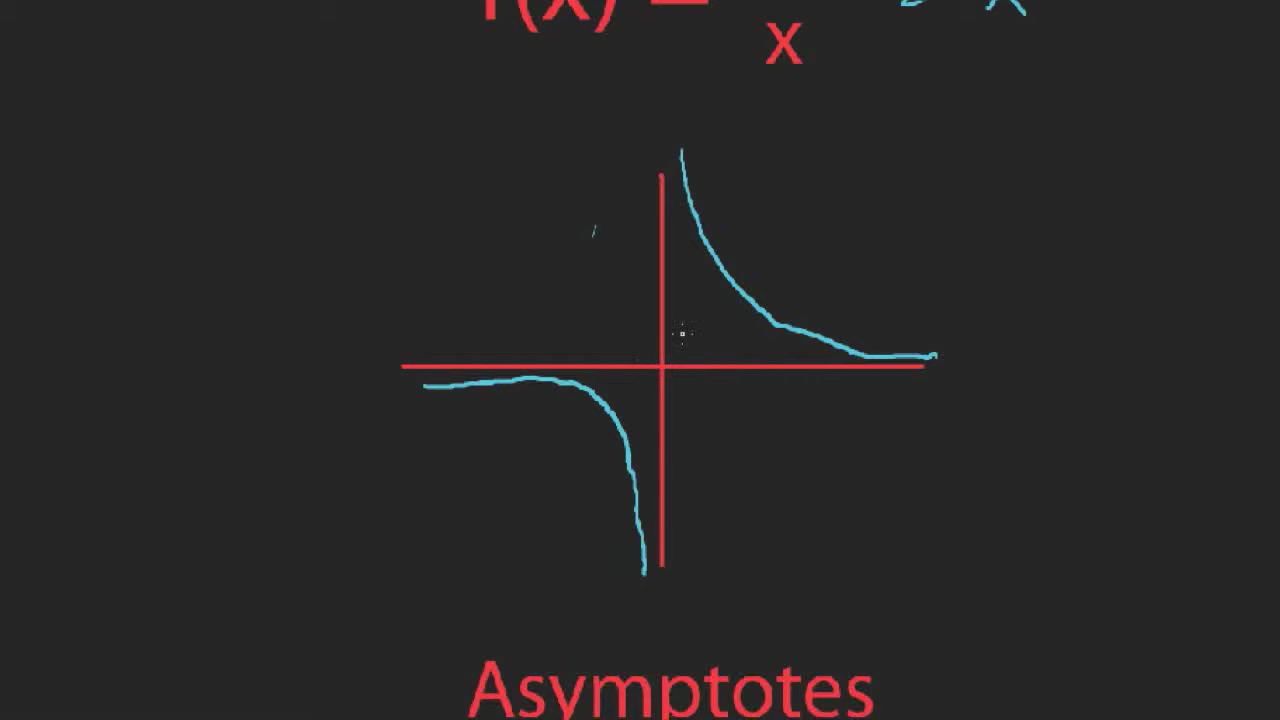 f(x) =
x
Asymptotes